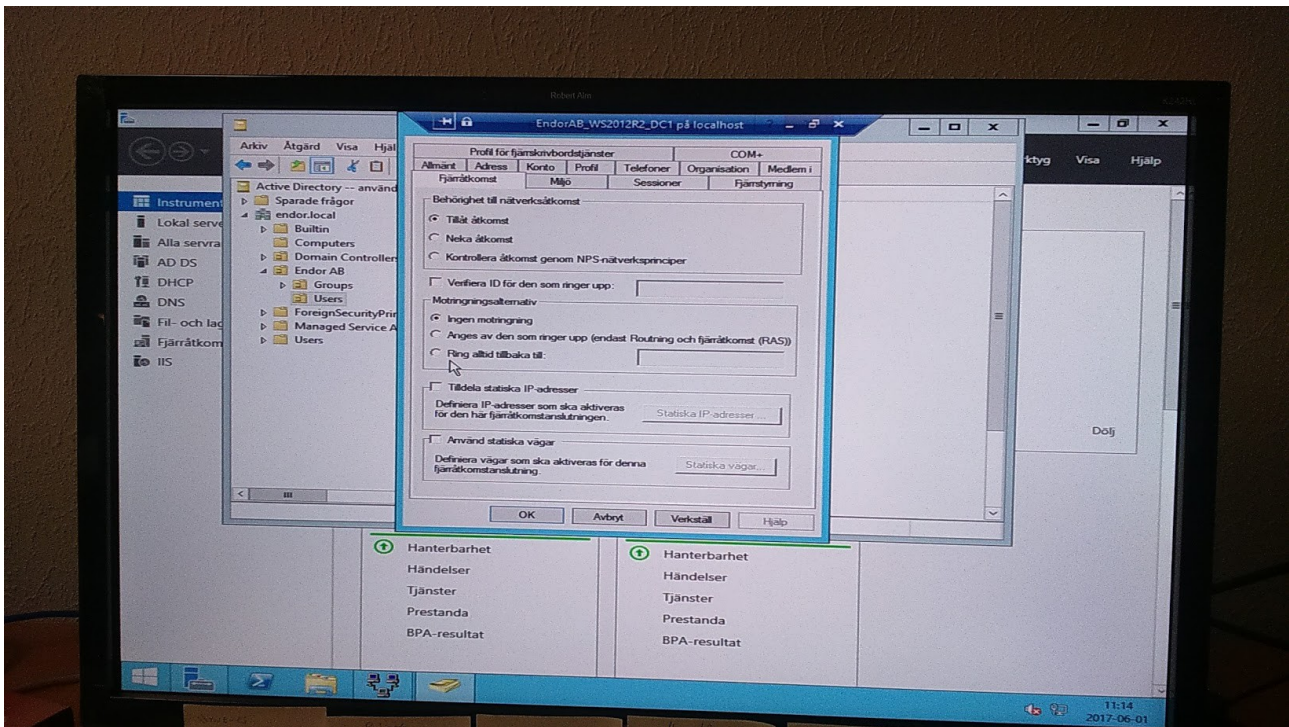 Robert Aim
EndorAB_WS2012R2_DC1 på localhost
Arkiv Åtgärd Visa Hjäl
Active Directory -- använd
Sparade frågor
endor.local
Builtin
Computers
Domain Controllers
Endor AB
Groups
Users
ForeignSecurityPrin
Managed Service A
Users
Instrument
Lokal serve
Alla servra
AD DS
DHCP
DNS
Fil- och lag
Fjärråtkom
IIS
Profil för fjärrskrivbordstjänster COM+
Allmänt Adress Konto Profil Telefoner Organisation Medlem i
Fjärråtkomst Miljö Sessioner Fjärrstyrning
Behörighet till nätverksåtkomst
Tillåt åtkomst
Neka åtkomst
Kontrollera åtkomst genom NPS-nätverksprinciper
Verifiera ID för den som ringer upp:
Motringningsalternativ
Ingen motringning
Anges av den som ringer upp (endast Routning och fjärråtkomst (RAS))
Ring alltid tillbaka till:
Tilldela statiska IP-adresser
Definiera IP-adresser som ska aktiveras
för den här fjärråtkomstanslutningen.
Statiska IP-adresser ...
Använd statiska vägar
Definiera vägar som ska aktiveras för denna
fjärråtkomstanslutning.
Statiska vägar...
OK Avbryt Verkställ Hjälp
ktyg Visa Hjälp
Dölj
Hanterbarhet
Händelser
Tjänster
Prestanda
BPA-resultat
Hanterbarhet
Händelser
Tjänster
Prestanda
BPA-resultat
11:14
2017-06-01